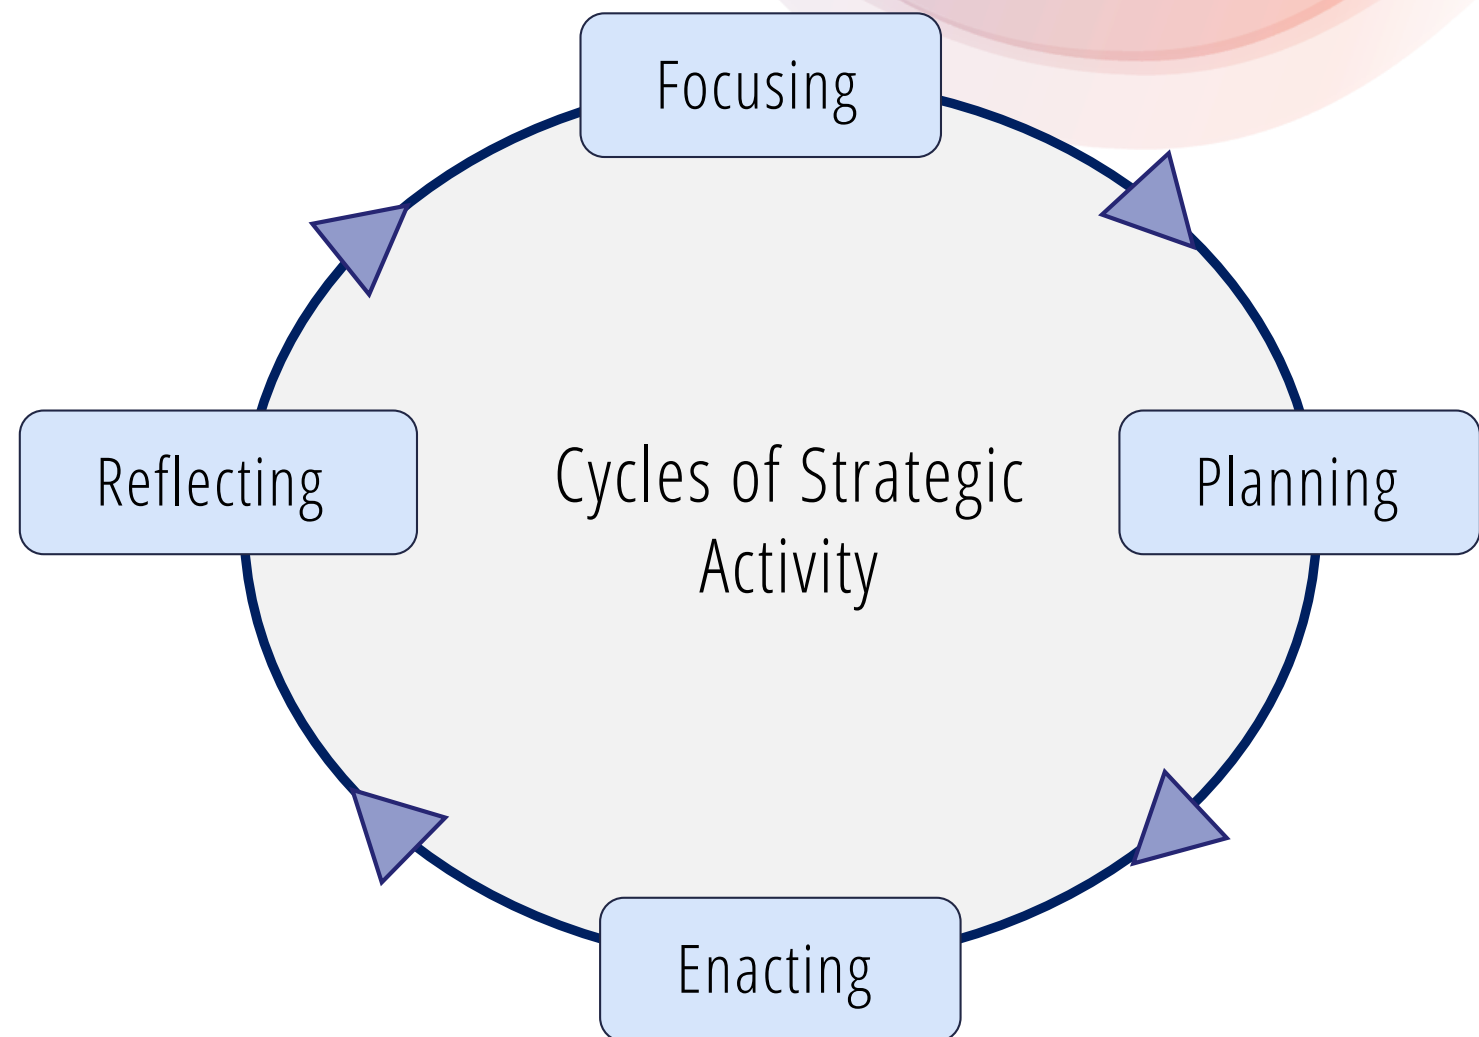 Focusing
Reflecting
Cycles of Strategic
Activity
Planning
Enacting